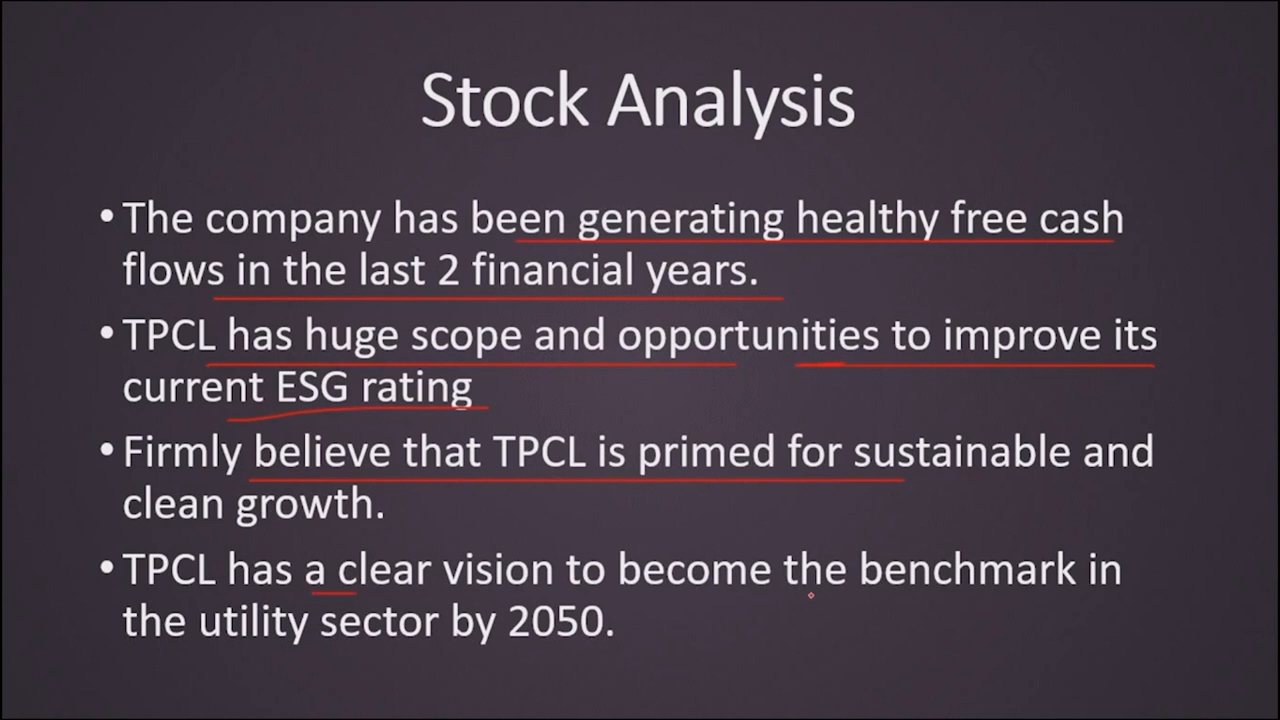 Stock Analysis
• The company has been generating healthy free cash
flows in the last 2 financial years.
• TPCL has huge scope and opportunities to improve its
current ESG rating
• Firmly believe that TPCL is primed for sustainable and
clean growth.
• TPCL has a clear vision to become the benchmark in
the utility sector by 2050.